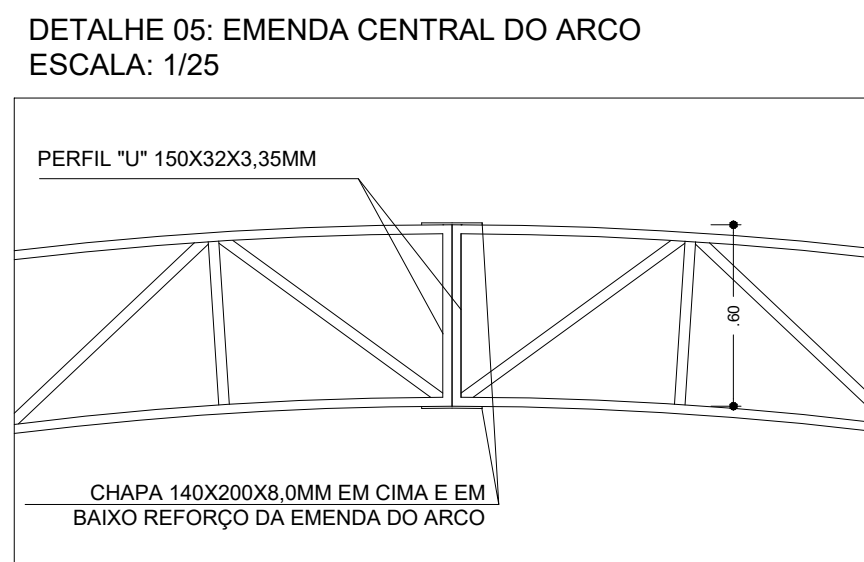 DETALHE 05: EMENDA CENTRAL DO ARCO
ESCALA: 1/25
PERFIL "U" 150X32X3,35MM
.60
CHAPA 140X200X8,0MM EM CIMA E EM
BAIXO REFORÇO DA EMENDA DO ARCO